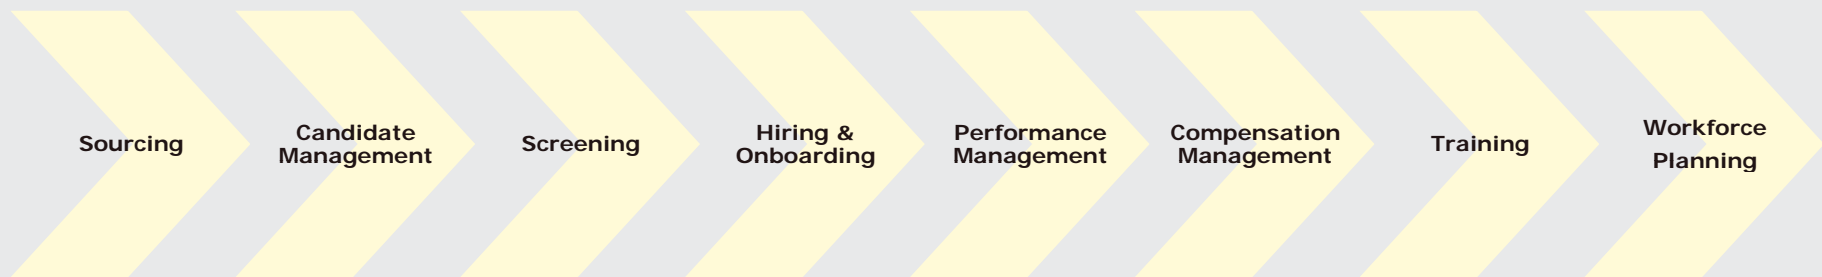 Sourcing
Candidate
Management
Screening
Hiring &
Onboarding
Performance
Management
Compensation
Management
Training
Workforce
Planning